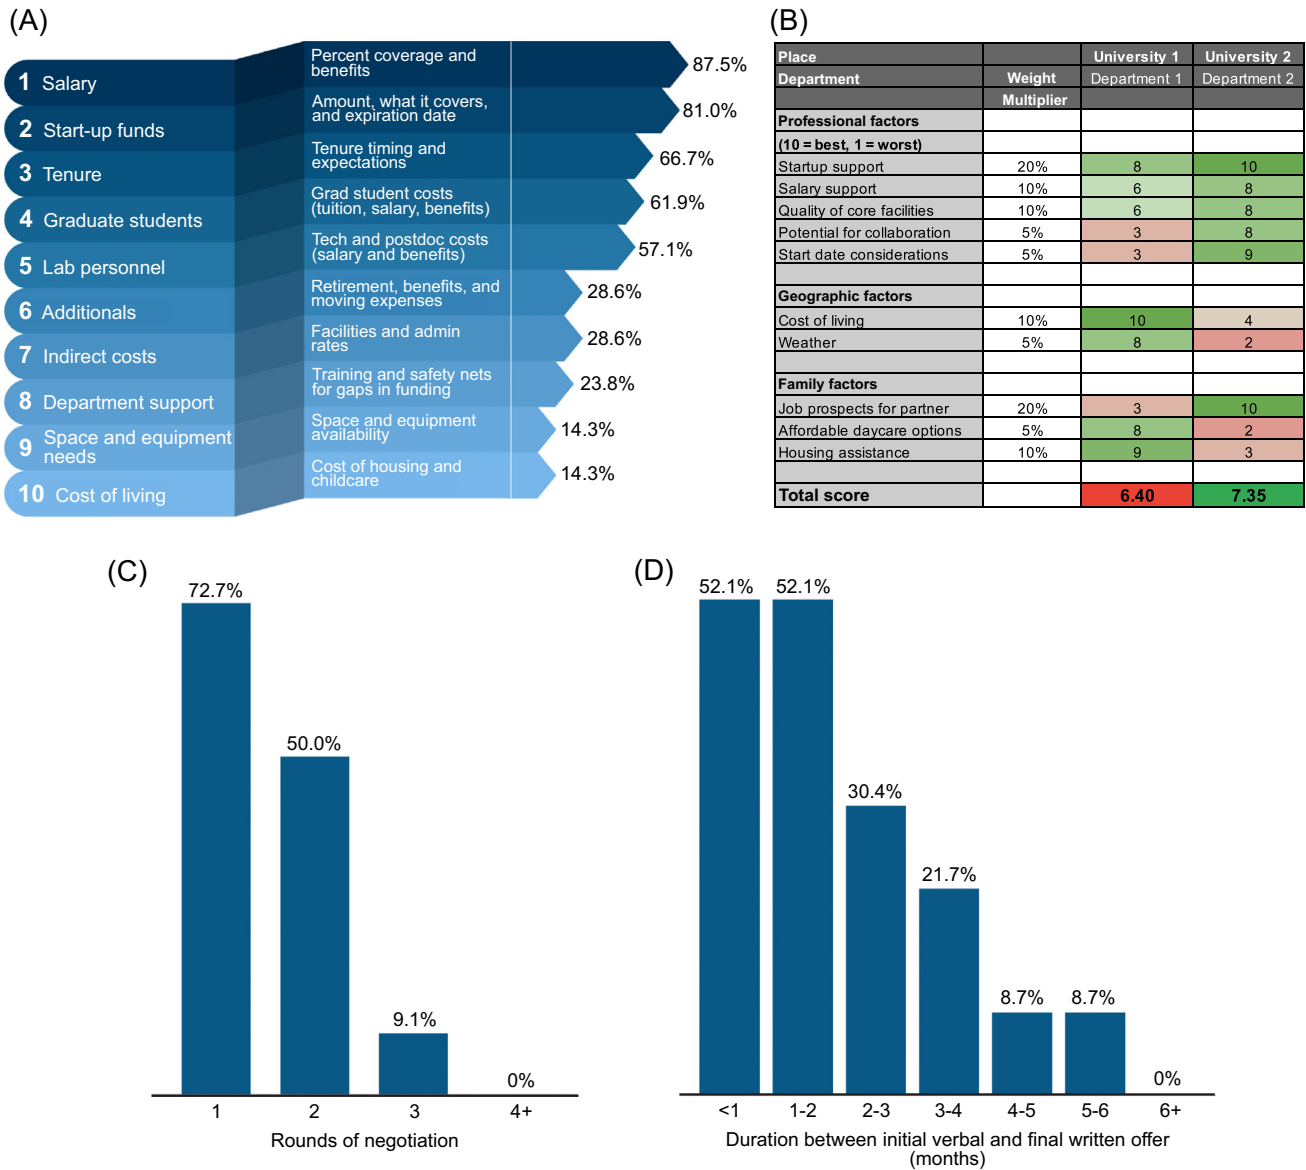 (A)
1 Salary
2 Start-up funds
3 Tenure
4 Graduate students
5 Lab personnel
6 Additionals
7 Indirect costs
8 Department support
9 Space and equipment
needs
10 Cost of living
Percent coverage and
benefits
87.5%
Amount, what it covers,
and expiration date
81.0%
Tenure timing and
expectations
66.7%
Grad student costs
(tuition, salary, benefits)
61.9%
Tech and postdoc costs
(salary and benefits)
57.1%
Retirement, benefits, and
moving expenses
28.6%
Facilities and admin
rates
28.6%
Training and safety nets
for gaps in funding
23.8%
Space and equipment
availability
14.3%
Cost of housing and
childcare
14.3%
(B)
Place University 1 University 2
Department Weight Department 1 Department 2
Multiplier
Professional factors
(10 = best, 1 = worst)
Startup support 20% 8 10
Salary support 10% 6 8
Quality of core facilities 10% 6 8
Potential for collaboration 5% 3 8
Start date considerations 5% 3 9
Geographic factors
Cost of living 10% 10 4
Weather 5% 8 2
Family factors
Job prospects for partner 20% 3 10
Affordable daycare options 5% 8 2
Housing assistance 10% 9 3
Total score 6.40 7.35
(C)
72.7%
50.0%
9.1%
0%
1 2 3 4+
Rounds of negotiation
(D)
52.1% 52.1%
30.4%
21.7%
8.7% 8.7%
0%
<1 1-2 2-3 3-4 4-5 5-6 6+
Duration between initial verbal and final written offer
(months)